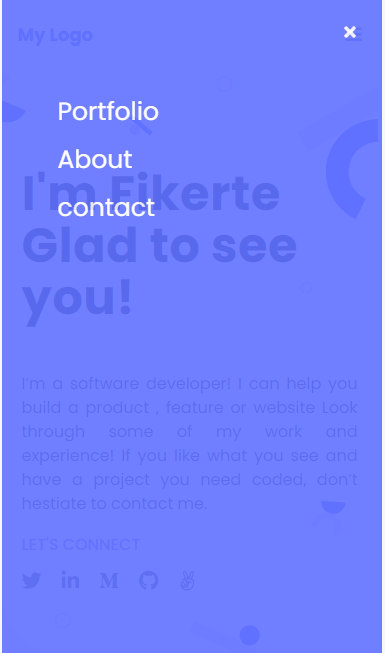 My Logo
Portfolio
About
contact
I'm Fikerte
Glad to see
you!
I'm a software developer! I can help you
build a product , feature or website Look
through some of my work and
experience! If you like what you see and
have a project you need coded, don't
hestiate to contact me.
LET'S CONNECT